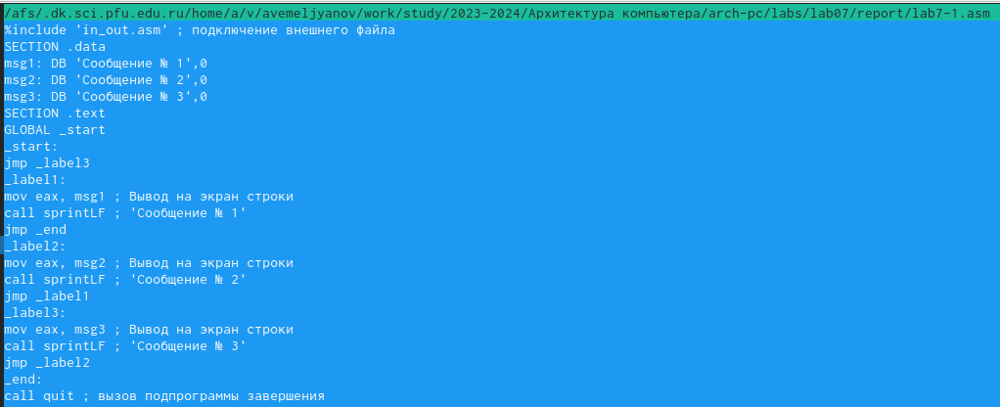 /afs/.dk.sci.pfu.edu.ru/home/a/v/avemeljyanov/work/study/2023-2024/Архитектура компьютера/arch-pc/labs/lab07/report/lab7-1.asm
%include 'in_out.asm' ; подключение внешнего файла
SECTION .data
msg1: DB 'Сообщение № 1',0
msg2: DB 'Сообщение № 2',0
msg3: DB 'Сообщение № 3',0
SECTION .text
GLOBAL _start
_start:
jmp _label3
_label1:
mov eax, msg1 ; Вывод на экран строки
call sprintLF ; 'Сообщение № 1'
jmp _end
_label2:
mov eax, msg2 ; Вывод на экран строки
call sprintLF ; 'Сообщение № 2'
jmp _label1
_label3:
mov eax, msg3 ; Вывод на экран строки
call sprintLF ; 'Сообщение № 3'
jmp _label2
_end:
call quit ; вызов подпрограммы завершения